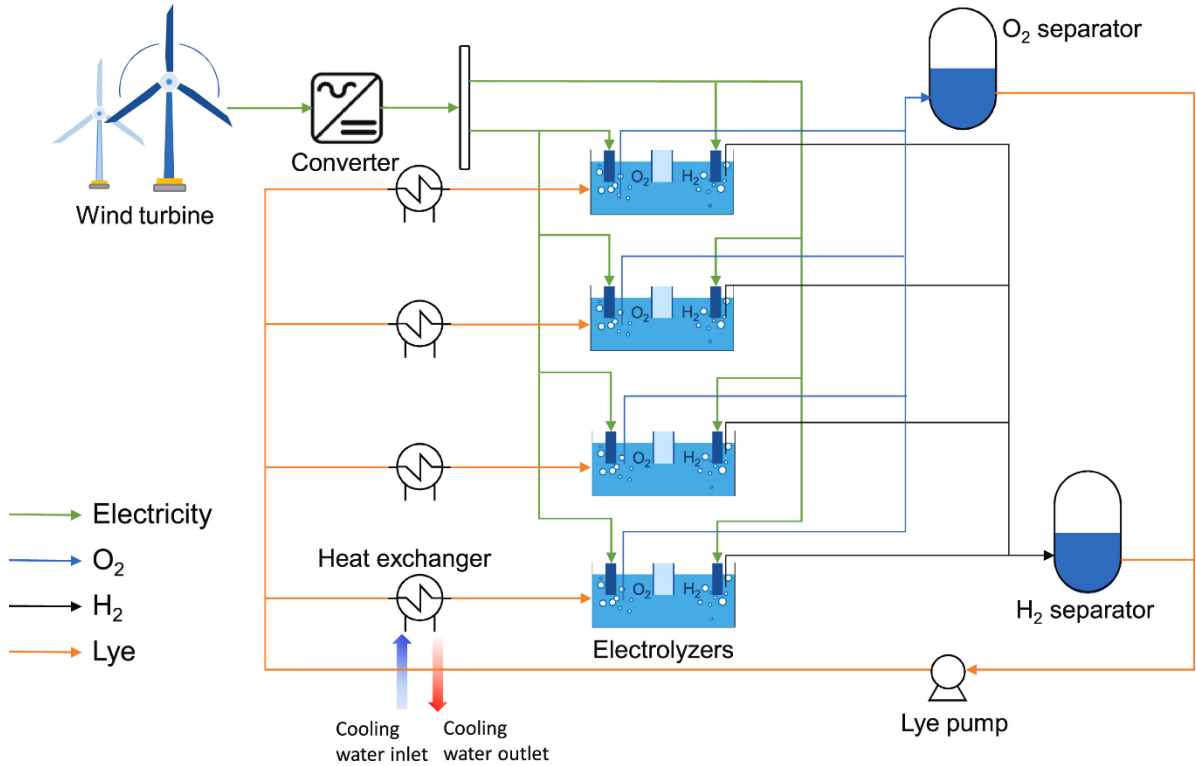 O₂ separator
Converter
Wind turbine
O₂ H₂
O₂ H₂
O₂ H₂
Electricity
O₂
H₂
Lye
Heat exchanger
O₂ H₂
Electrolyzers
H₂ separator
Lye pump
Cooling
water inlet
Cooling
water outlet